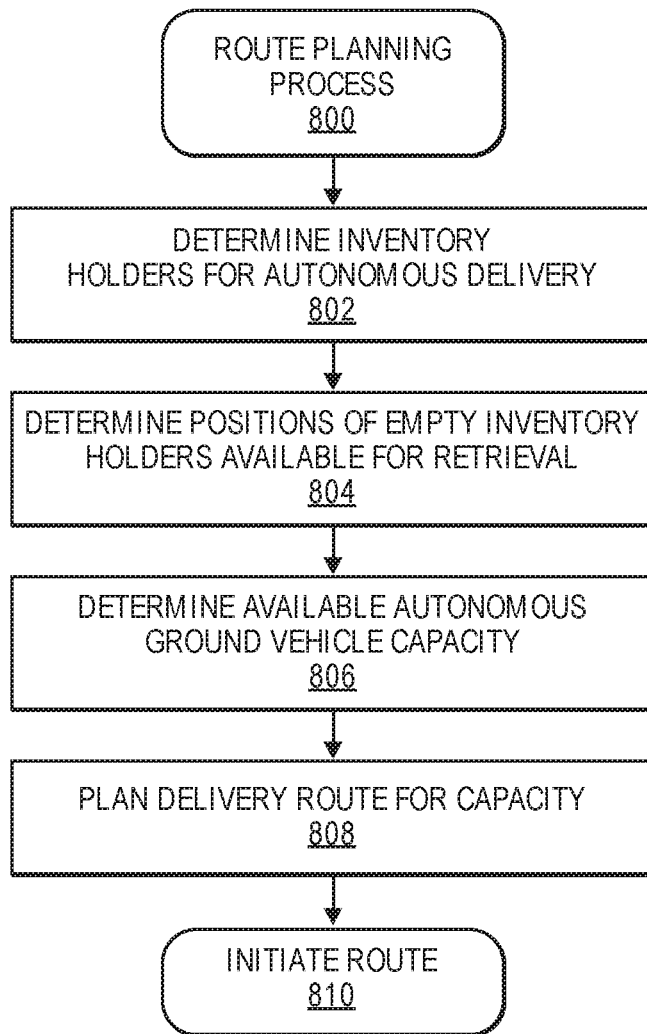 ROUTE PLANNING
PROCESS
800
DETERMINE INVENTORY
HOLDERS FOR AUTONOMOUS DELIVERY
802
DETERMINE POSITIONS OF EMPTY INVENTORY
HOLDERS AVAILABLE FOR RETRIEVAL
804
DETERMINE AVAILABLE AUTONOMOUS
GROUND VEHICLE CAPACITY
806
PLAN DELIVERY ROUTE FOR CAPACITY
808
INITIATE ROUTE
810